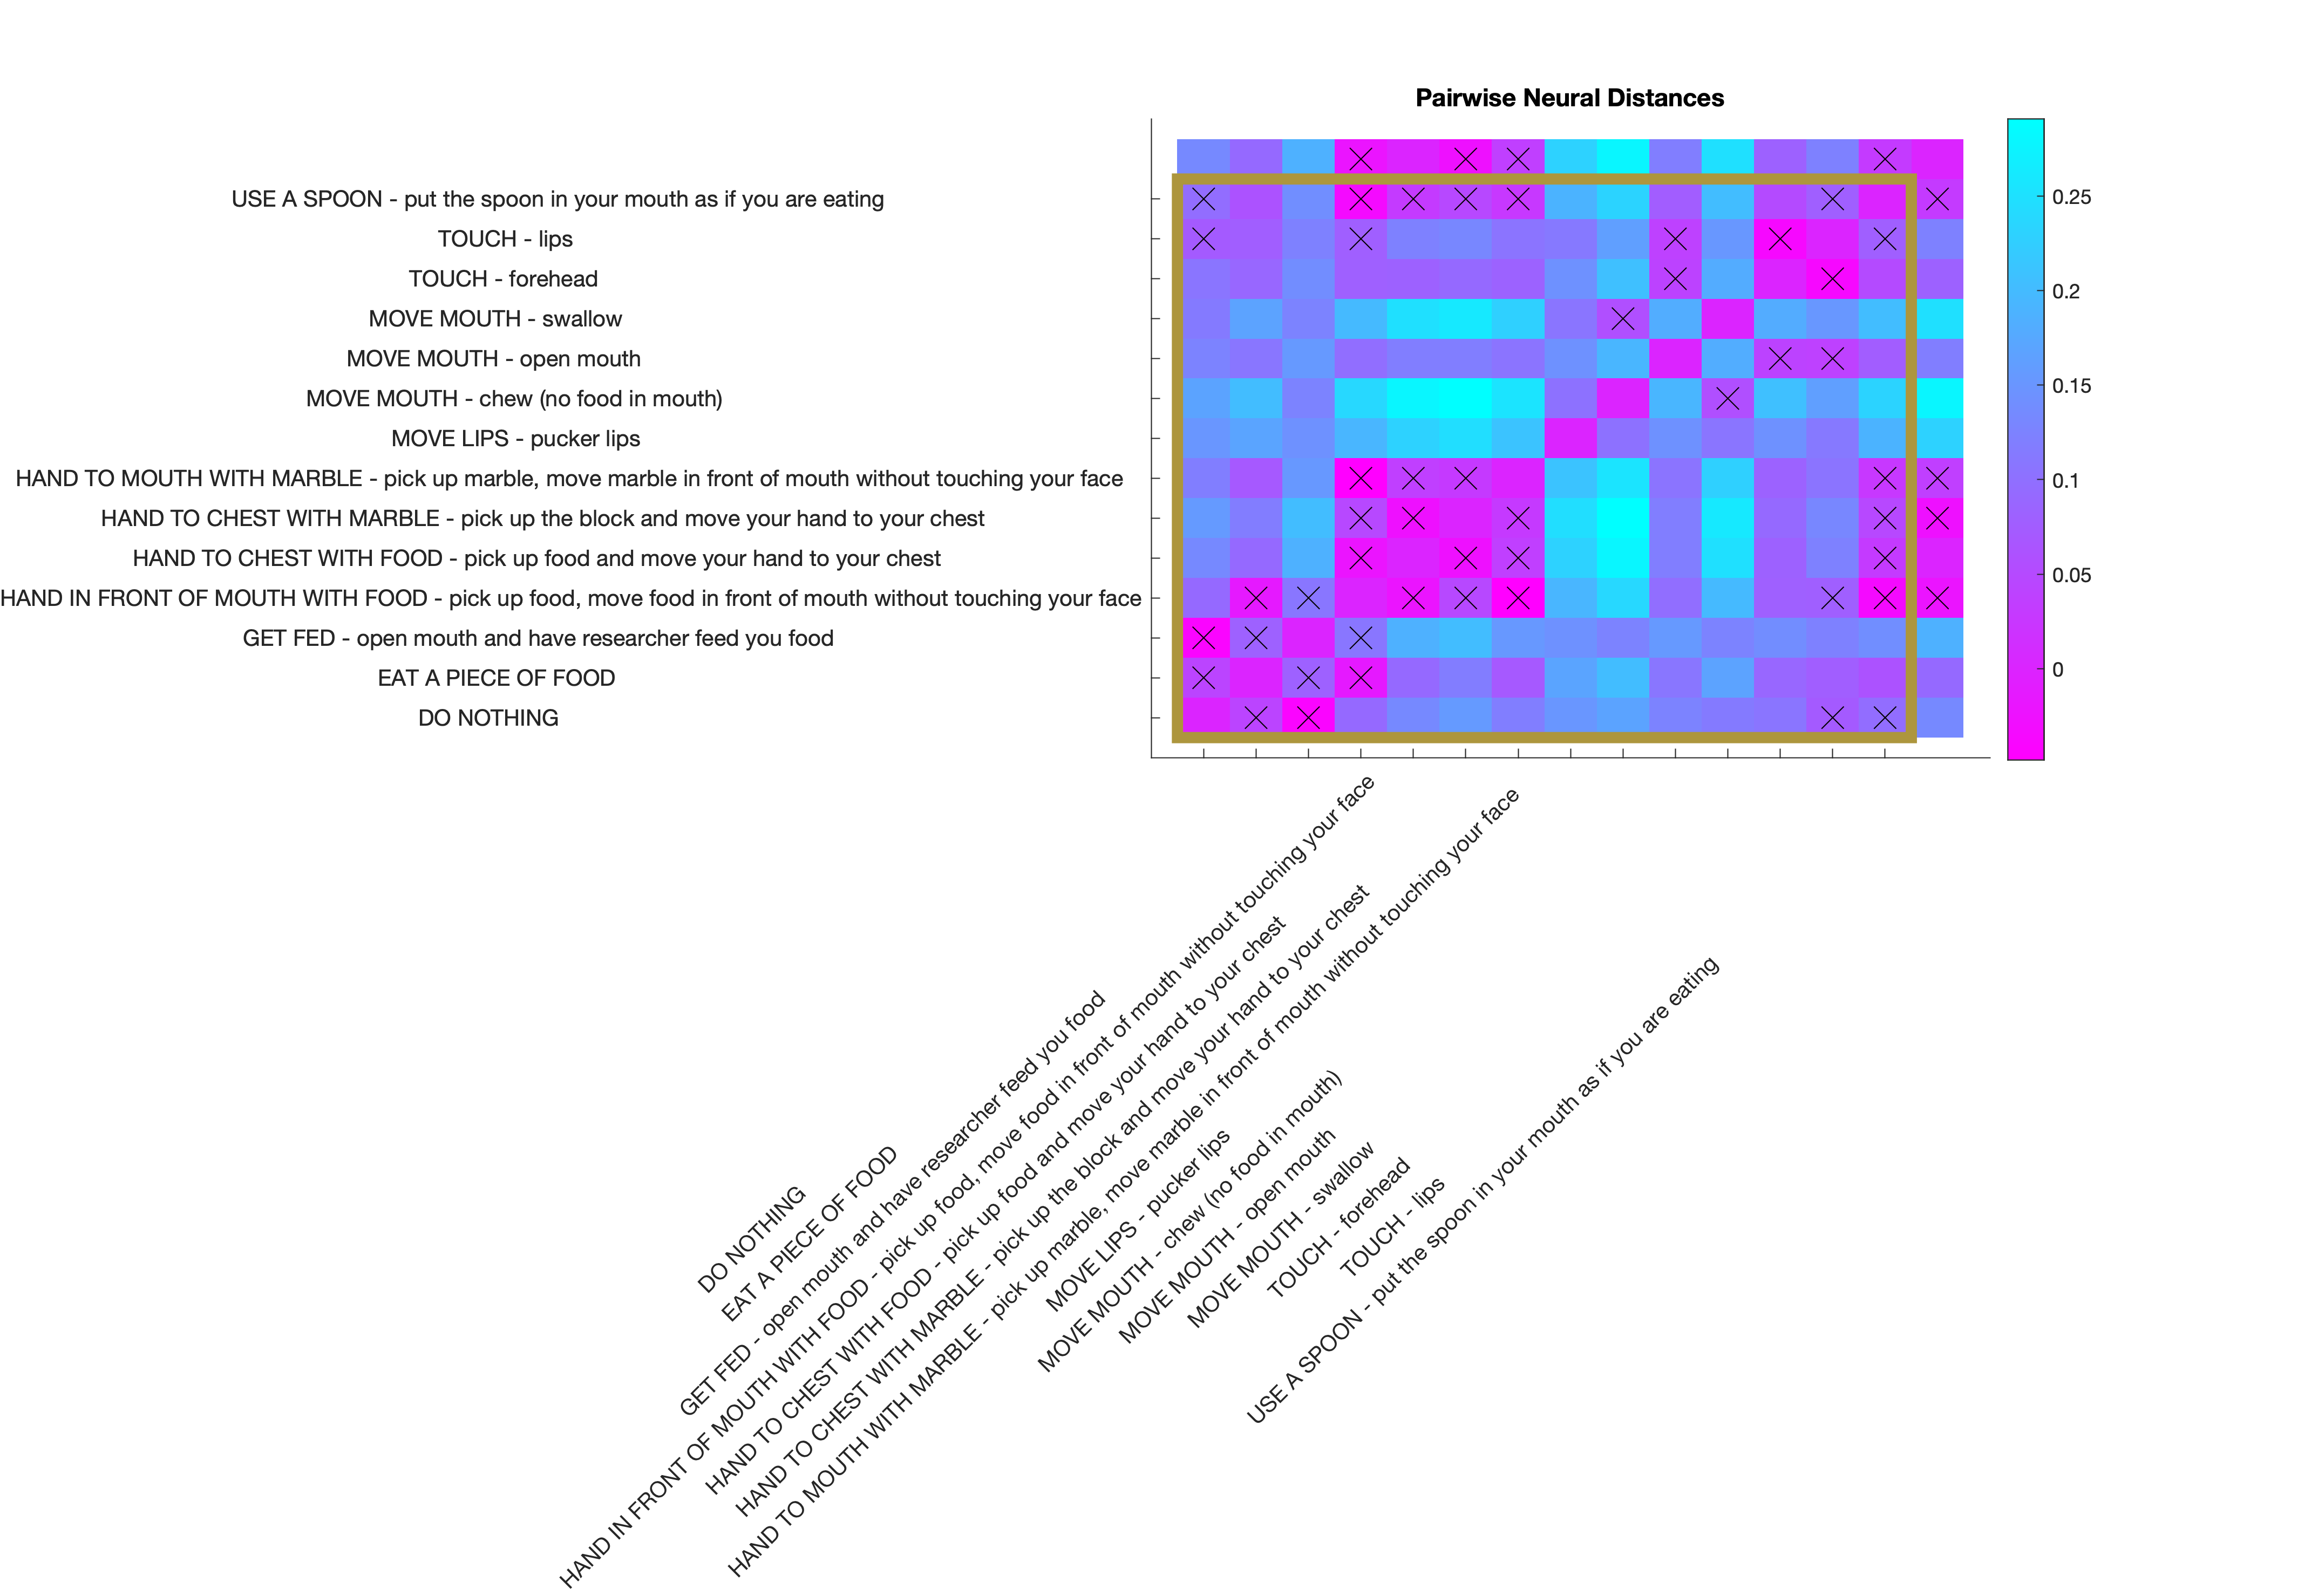 Pairwise Neural Distances
USE A SPOON - put the spoon in your mouth as if you are eating
TOUCH - lips
TOUCH - forehead
MOVE MOUTH - swallow
MOVE MOUTH - open mouth
MOVE MOUTH - chew (no food in mouth)
MOVE LIPS - pucker lips
HAND TO MOUTH WITH MARBLE - pick up marble, move marble in front of mouth without touching your face
HAND TO CHEST WITH MARBLE - pick up the block and move your hand to your chest
HAND TO CHEST WITH FOOD - pick up food and move your hand to your chest
HAND IN FRONT OF MOUTH WITH FOOD - pick up food, move food in front of mouth without touching your face
GET FED - open mouth and have researcher feed you food
EAT A PIECE OF FOOD
DO NOTHING
0.25
0.2
0.15
0.1
0.05
0
DO NOTHING
EAT A PIECE OF FOOD
GET FED - open mouth and have researcher feed you food
HAND IN FRONT OF MOUTH WITH FOOD - pick up food, move food in front of mouth without touching your face
HAND TO CHEST WITH FOOD - pick up food and move your hand to your chest
HAND TO CHEST WITH MARBLE - pick up the block and move your hand to your chest
HAND TO MOUTH WITH MARBLE - pick up marble, move marble in front of mouth without touching your face
MOVE LIPS - pucker lips
MOVE MOUTH - chew (no food in mouth)
MOVE MOUTH - open mouth
MOVE MOUTH - swallow
TOUCH - forehead
TOUCH - lips
USE A SPOON - put the spoon in your mouth as if you are eating